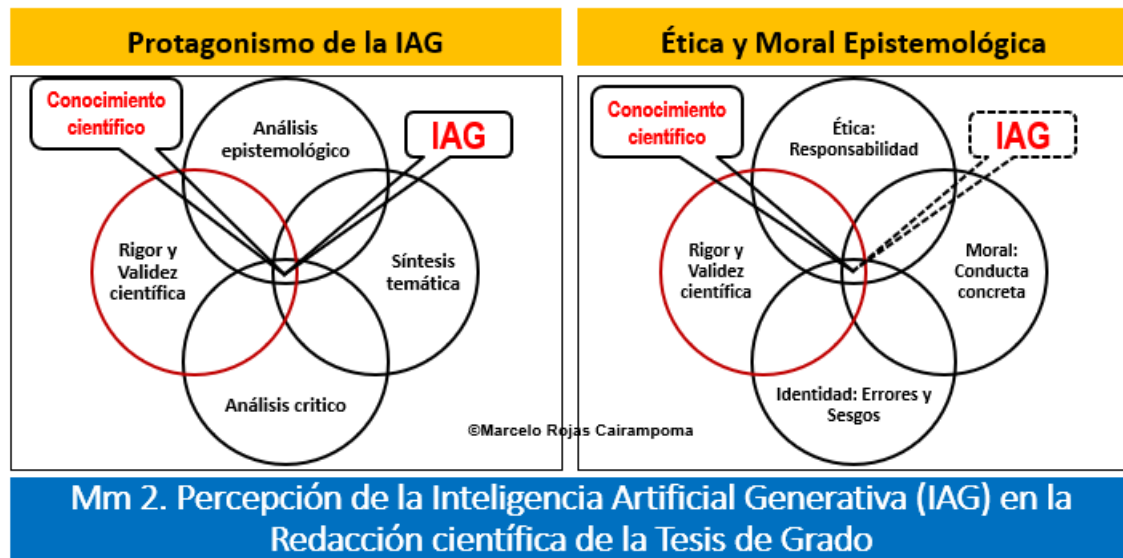 Protagonismo de la IAG
Conocimiento
científico
Análisis
epistemológico
IAG
Rigor y
Validez
científica
Síntesis
temática
Análisis critico
Ética y Moral Epistemológica
Conocimiento
científico
Ética:
Responsabilidad
IAG
Rigor y
Validez
científica
Moral:
Conducta
concreta
Identidad: Errores y
Sesgos
©Marcelo Rojas Cairampoma
Mm 2. Percepción de la Inteligencia Artificial Generativa (IAG) en la
Redacción científica de la Tesis de Grado